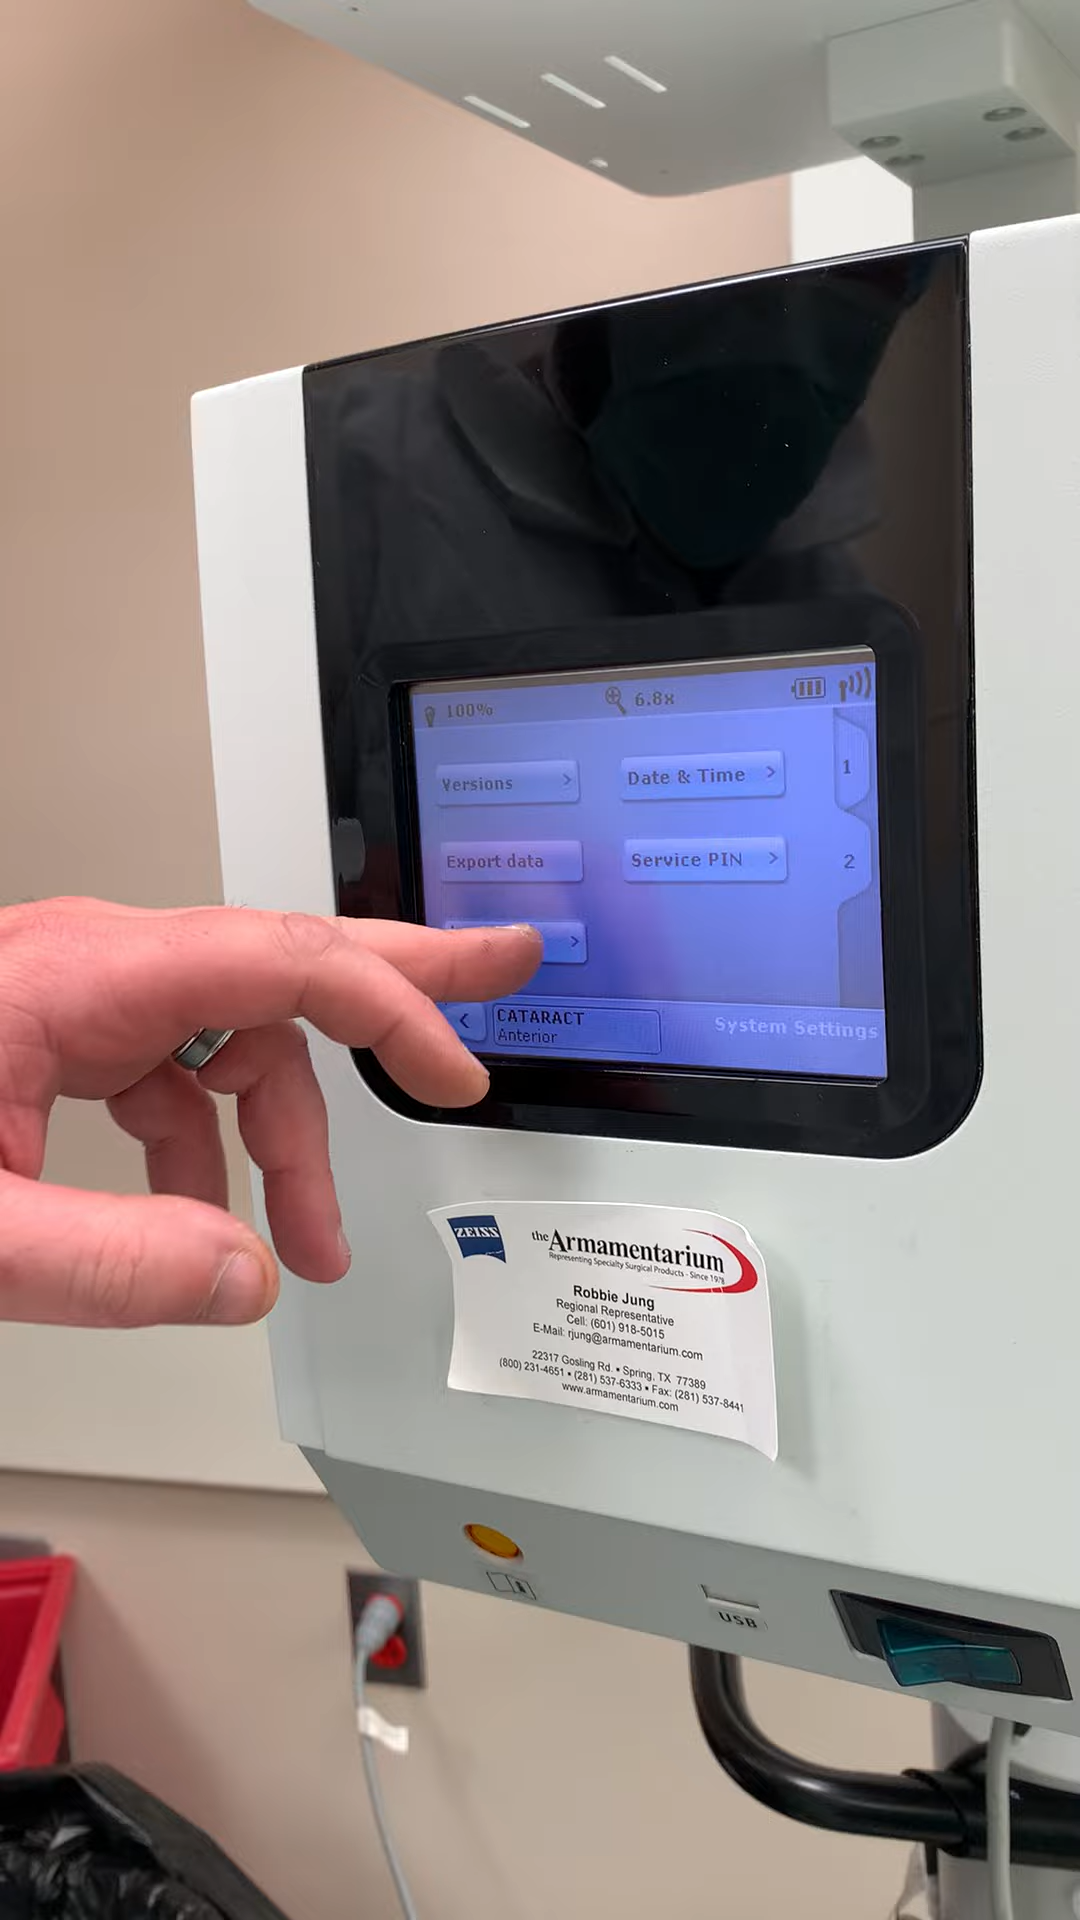 100%
6.8x
Versions >
Date & Time >
1
Export data
Service PIN >
2
>
<
CATARACT
Anterior
System Settings
ZEISS
the Armamentarium
Representing Specialty Surgical Products - Since
Robbie Jung
Regional Representative
Cell: (601) 918-5015
E-Mail: rjung@armamentarium.com
22317 Gosling Rd. ▪ Spring, TX 77389
(800) 231-4651 ▪ (281) 537-6333 ▪ Fax: (281) 537-8441
www.armamentarium.com
USB